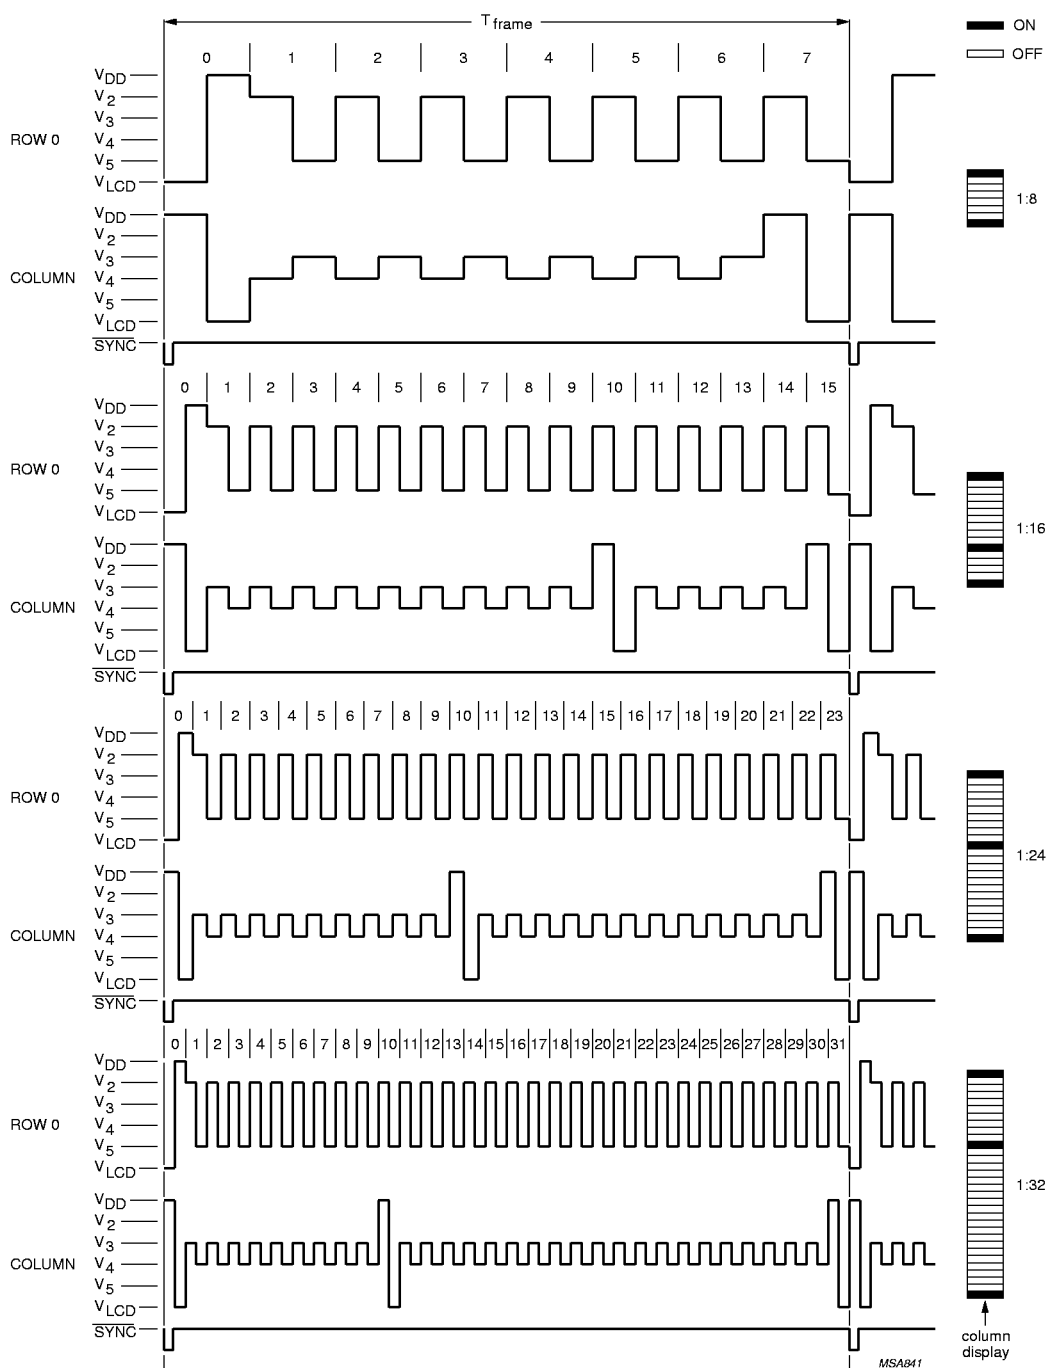 T frame
ON
OFF
0 1 2 3 4 5 6 7
VDD
V2
V3
V4
V5
VLCD
ROW 0
1:8
VDD
V2
V3
V4
V5
VLCD
COLUMN
SYNC
0 1 2 3 4 5 6 7 8 9 10 11 12 13 14 15
VDD
V2
V3
V4
V5
VLCD
ROW 0
1:16
VDD
V2
V3
V4
V5
VLCD
COLUMN
SYNC
0 1 2 3 4 5 6 7 8 9 10 11 12 13 14 15 16 17 18 19 20 21 22 23
VDD
V2
V3
V4
V5
VLCD
ROW 0
1:24
VDD
V2
V3
V4
V5
VLCD
COLUMN
SYNC
0 1 2 3 4 5 6 7 8 9 10 11 12 13 14 15 16 17 18 19 20 21 22 23 24 25 26 27 28 29 30 31
VDD
V2
V3
V4
V5
VLCD
ROW 0
1:32
VDD
V2
V3
V4
V5
VLCD
COLUMN
SYNC
column
display
MSA841